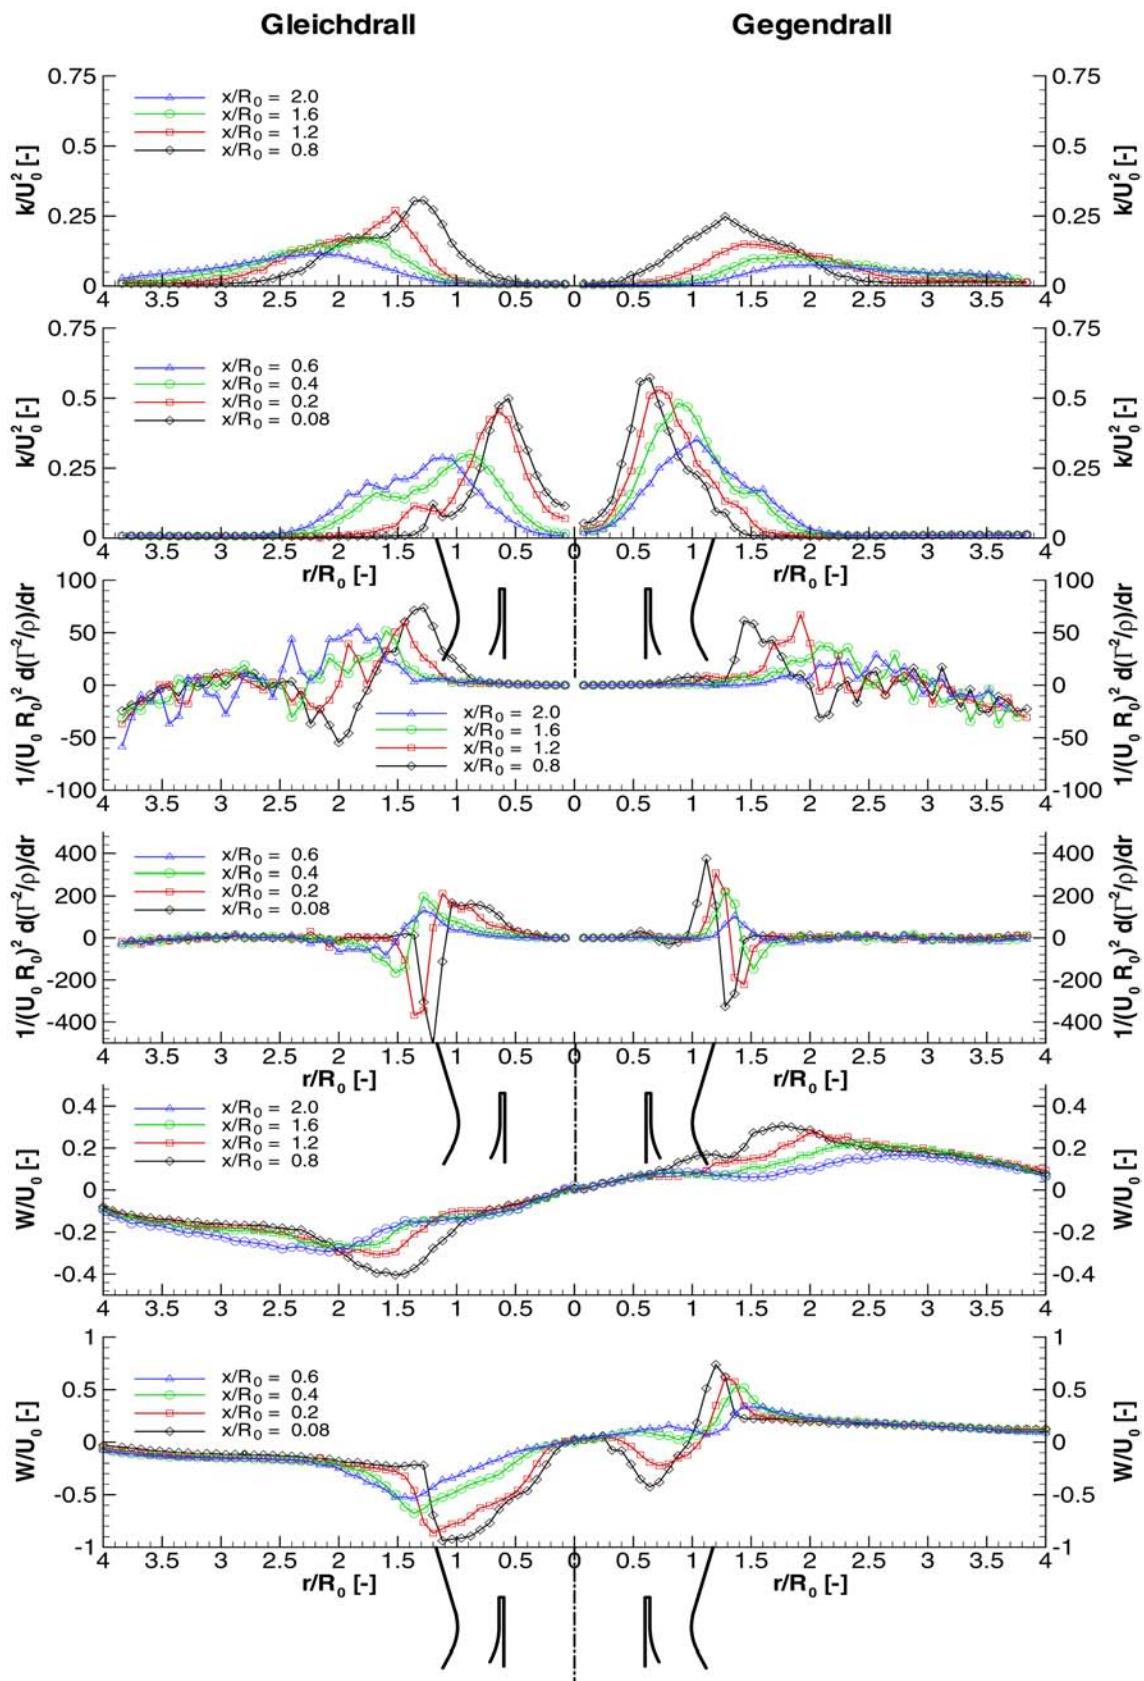 Gleichdrall Gegendrall
0.75 0.75
x/R0 = 2.0
x/R0 = 1.6
x/R0 = 1.2
x/R0 = 0.8
0.5 0.5
k/U0² [-] k/U0² [-]
0.25 0.25
0 0
4 3.5 3 2.5 2 1.5 1 0.5 0 0.5 1 1.5 2 2.5 3 3.5 4
r/R0 [-] r/R0 [-]
0.75 0.75
x/R0 = 0.6
x/R0 = 0.4
x/R0 = 0.2
x/R0 = 0.08
0.5 0.5
k/U0² [-] k/U0² [-]
0.25 0.25
0 0
4 3.5 3 2.5 2 1.5 1 0.5 0 0.5 1 1.5 2 2.5 3 3.5 4
r/R0 [-] r/R0 [-]
100 100
50 50
1/(U0 R0)² d(Γ²/ρ)/dr 1/(U0 R0)² d(Γ²/ρ)/dr
0 0
x/R0 = 2.0
x/R0 = 1.6
x/R0 = 1.2
x/R0 = 0.8
-50 -50
-100 -100
4 3.5 3 2.5 2 1.5 1 0.5 0 0.5 1 1.5 2 2.5 3 3.5 4
400 400
x/R0 = 0.6
x/R0 = 0.4
x/R0 = 0.2
x/R0 = 0.08
200 200
1/(U0 R0)² d(Γ²/ρ)/dr 1/(U0 R0)² d(Γ²/ρ)/dr
0 0
-200 -200
-400 -400
4 3.5 3 2.5 2 1.5 1 0.5 0 0.5 1 1.5 2 2.5 3 3.5 4
r/R0 [-] r/R0 [-]
x/R0 = 2.0
x/R0 = 1.6
x/R0 = 1.2
x/R0 = 0.8
0.4 0.4
0.2 0.2
W/U0 [-] W/U0 [-]
0 0
-0.2 -0.2
-0.4 -0.4
4 3.5 3 2.5 2 1.5 1 0.5 0 0.5 1 1.5 2 2.5 3 3.5 4
1 1
x/R0 = 0.6
x/R0 = 0.4
x/R0 = 0.2
x/R0 = 0.08
0.5 0.5
W/U0 [-] W/U0 [-]
0 0
-0.5 -0.5
-1 -1
4 3.5 3 2.5 2 1.5 1 0.5 0 0.5 1 1.5 2 2.5 3 3.5 4
r/R0 [-] r/R0 [-]